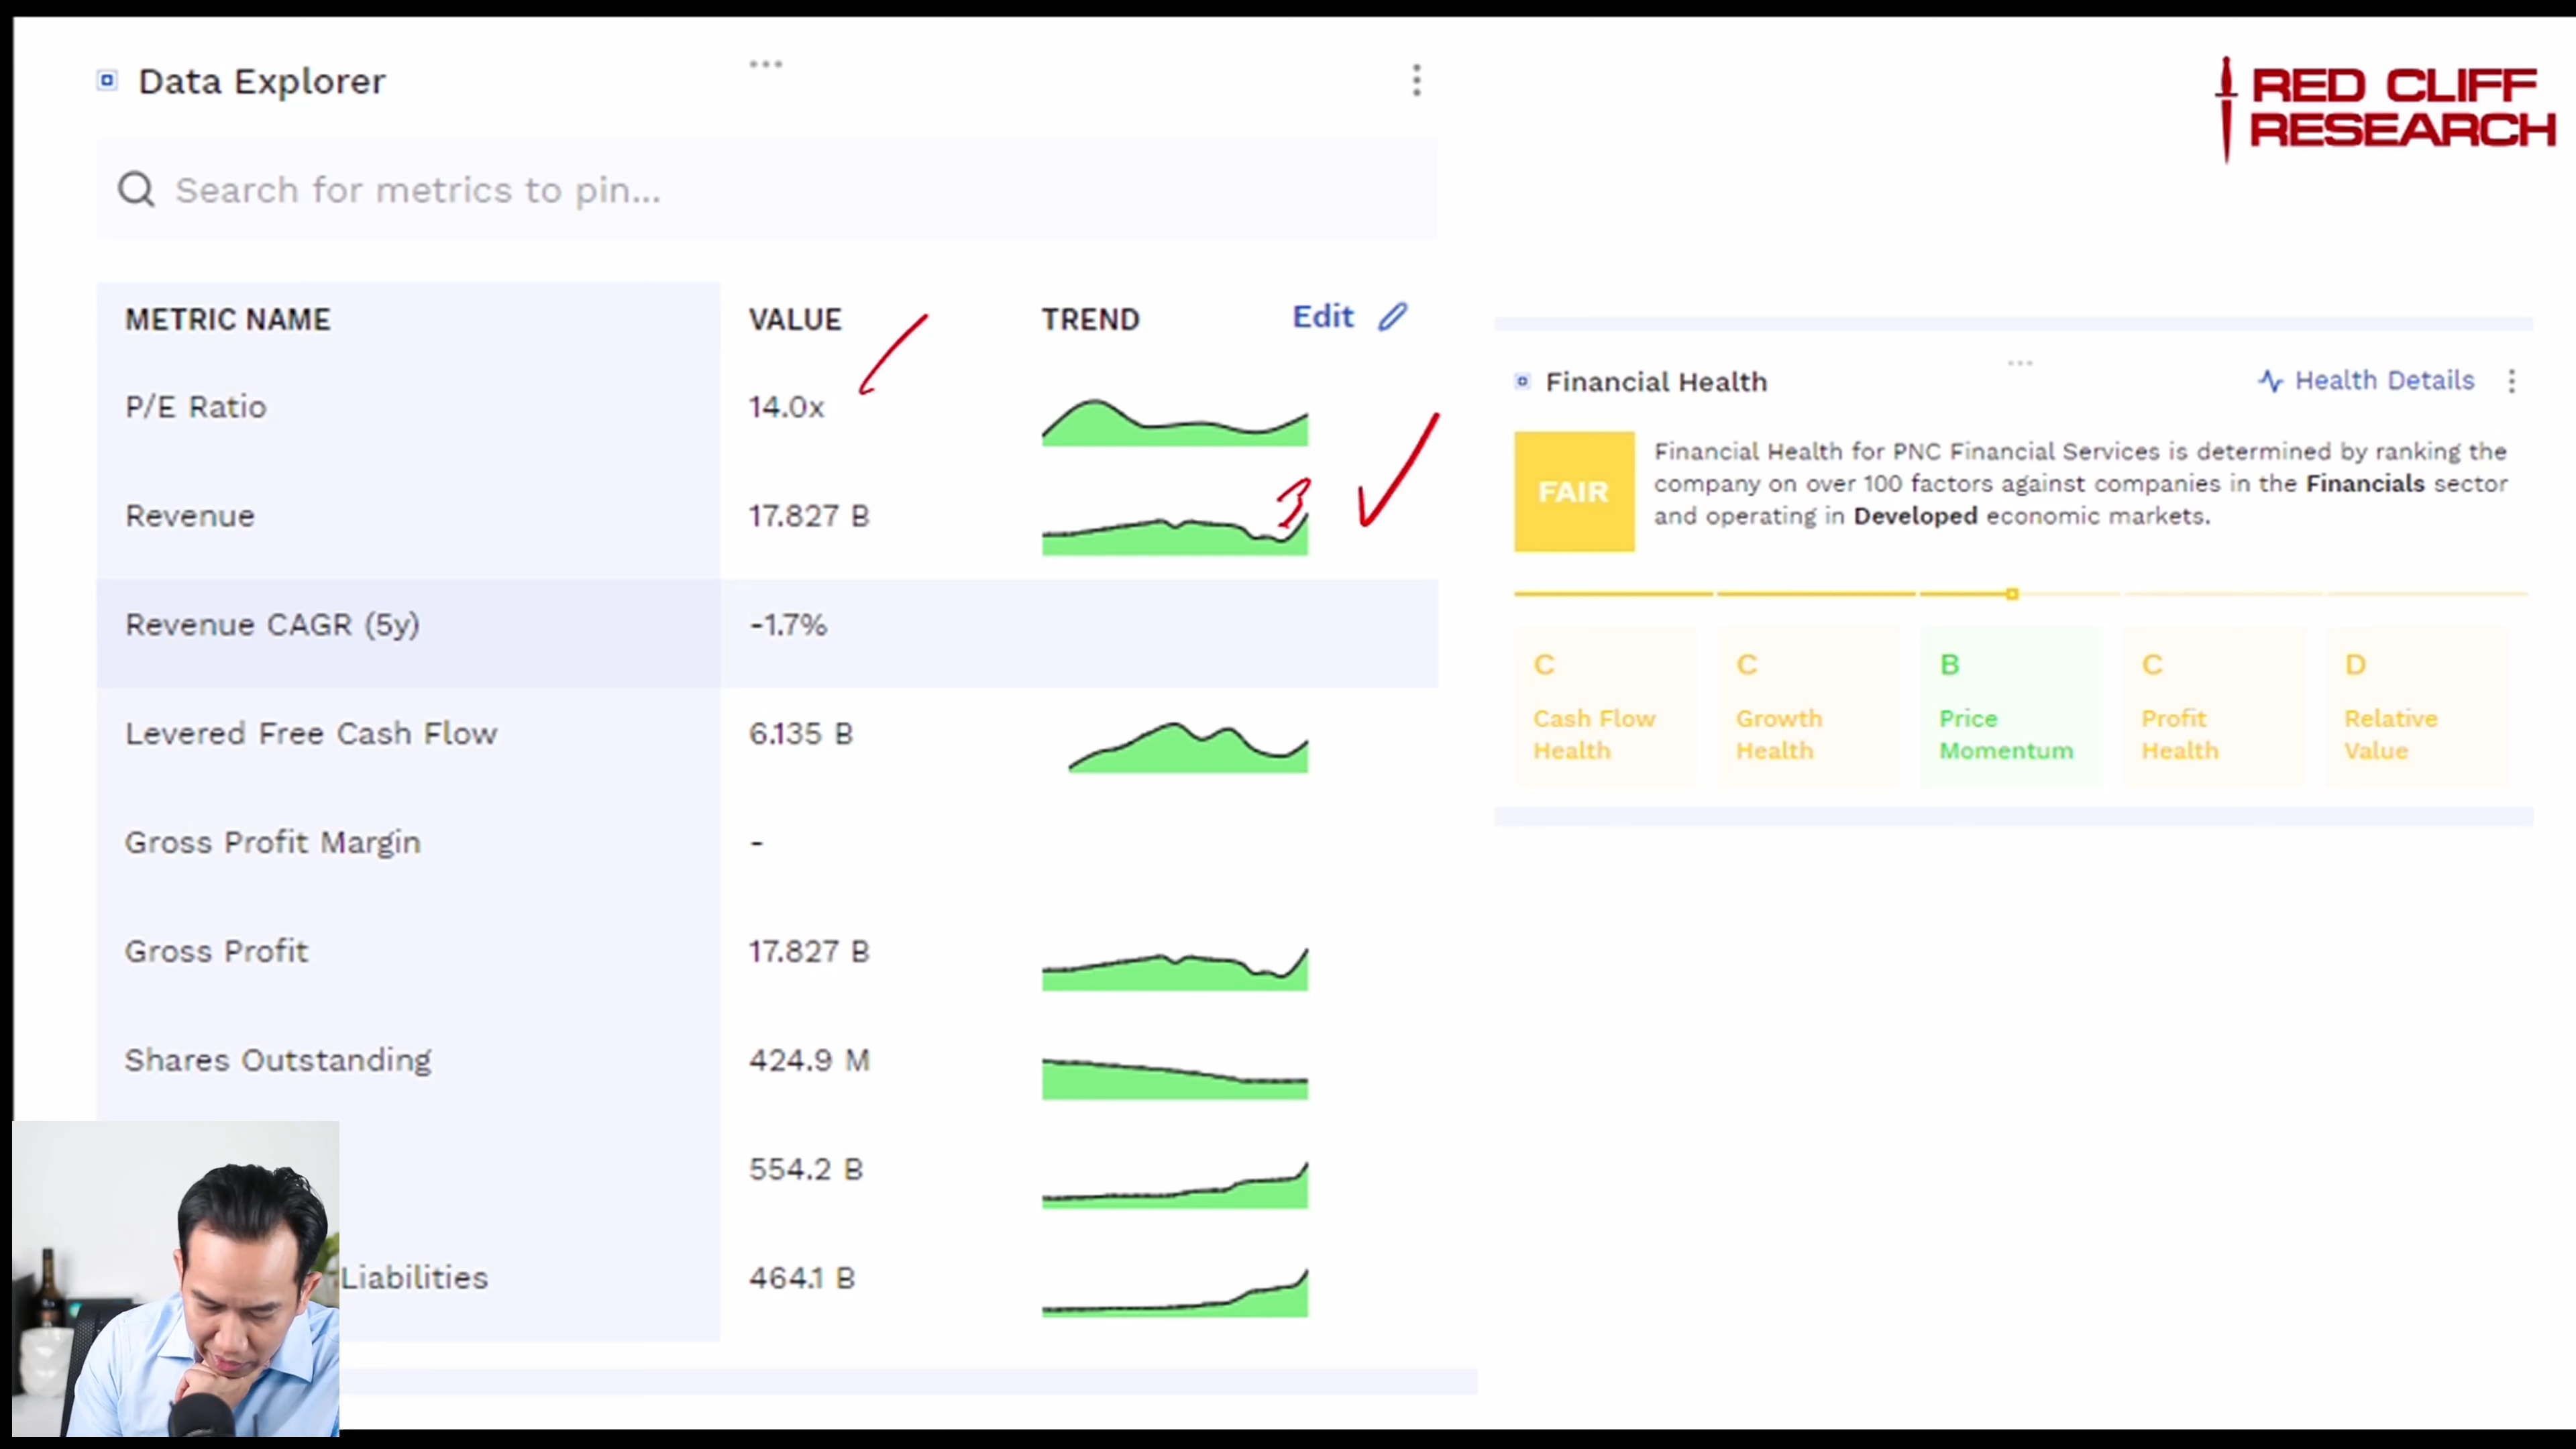 Data Explorer
Search for metrics to pin...
METRIC NAME VALUE TREND Edit
P/E Ratio 14.0x
Revenue 17.827 B
Revenue CAGR (5y) -1.7%
Levered Free Cash Flow 6.135 B
Gross Profit Margin -
Gross Profit 17.827 B
Shares Outstanding 424.9 M
554.2 B
Liabilities 464.1 B
RED CLIFF
RESEARCH
Financial Health Health Details
FAIR
Financial Health for PNC Financial Services is determined by ranking the
company on over 100 factors against companies in the Financials sector
and operating in Developed economic markets.
C C B C D
Cash Flow Health
Growth Health
Price Momentum
Profit Health
Relative Value